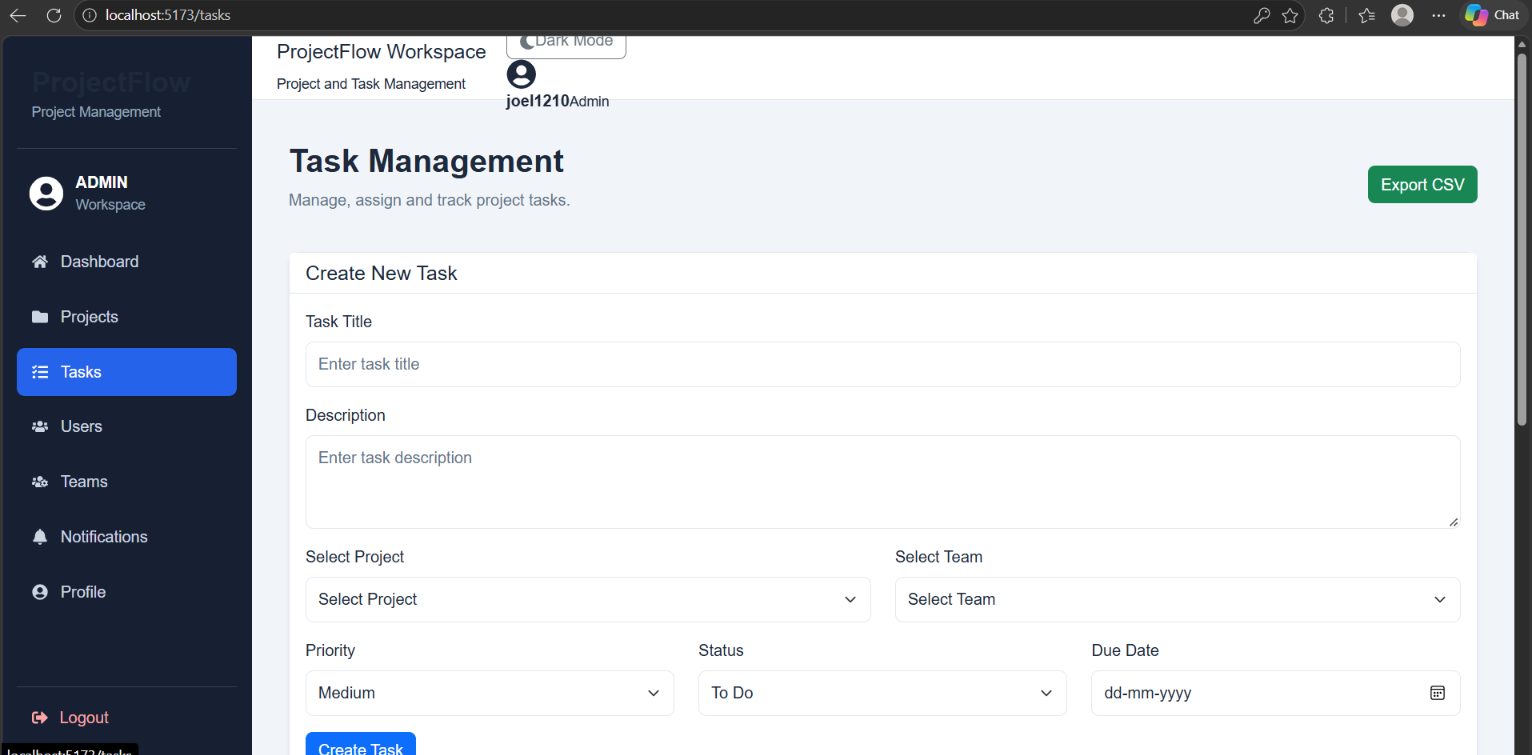 localhost:5173/tasks
Chat
ProjectFlow
Project Management
ADMIN
Workspace
Dashboard
Projects
Tasks
Users
Teams
Notifications
Profile
Logout
localhost:5173/tasks
ProjectFlow Workspace
Project and Task Management
Dark Mode
joel1210Admin
Task Management
Manage, assign and track project tasks.
Export CSV
Create New Task
Task Title
Enter task title
Description
Enter task description
Select Project Select Team
Select Project Select Team
Priority Status Due Date
Medium To Do dd-mm-yyyy
Create Task